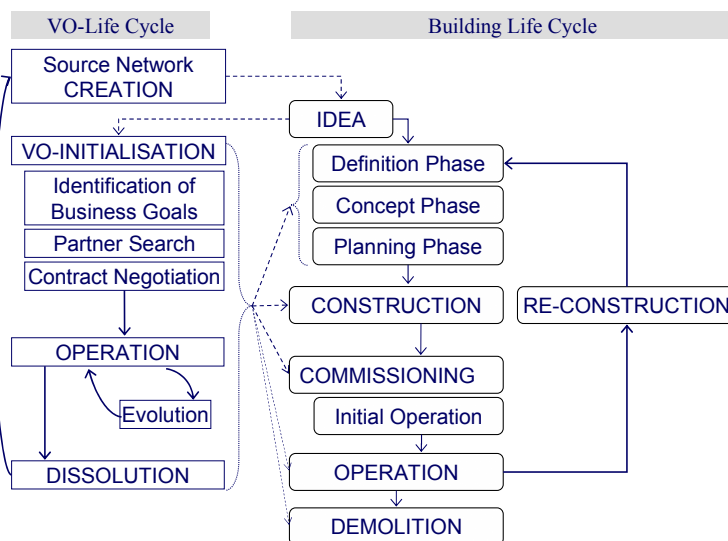 VO-Life Cycle
Building Life Cycle
Source Network
CREATION
IDEA
VO-INITIALISATION
Definition Phase
Identification of
Business Goals
Concept Phase
Partner Search
Planning Phase
Contract Negotiation
CONSTRUCTION
RE-CONSTRUCTION
OPERATION
COMMISSIONING
Evolution
Initial Operation
DISSOLUTION
OPERATION
DEMOLITION